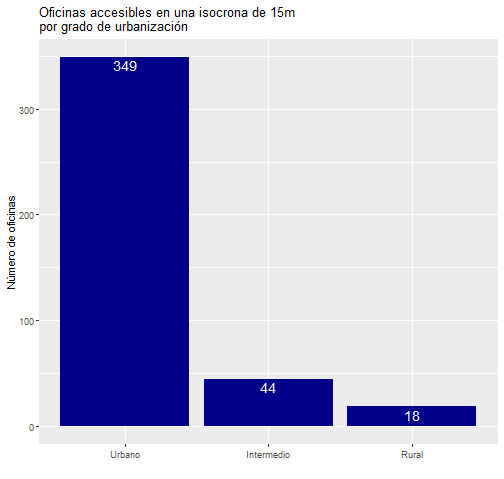 Oficinas accesibles en una isocrona de 15m
por grado de urbanización
Número de oficinas
300
200
100
0
349
44
18
Urbano
Intermedio
Rural